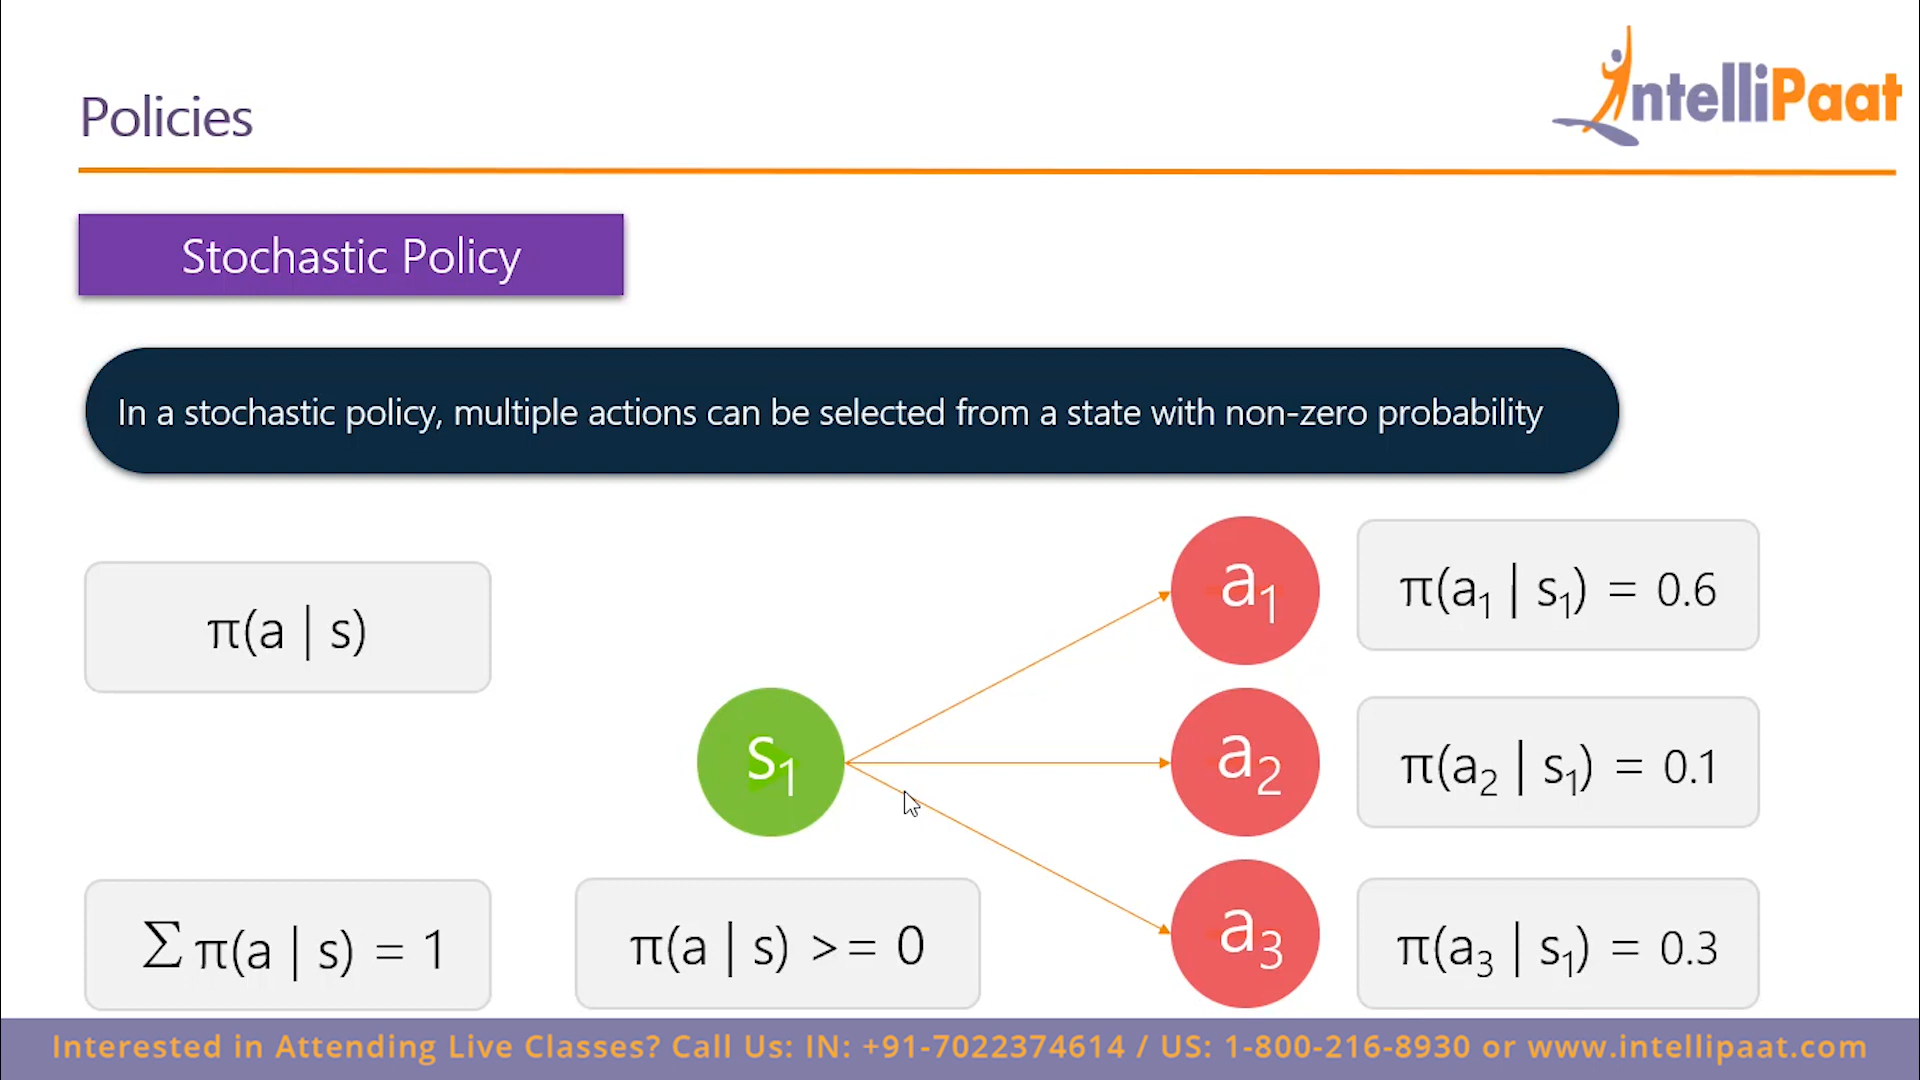 IntelliPaat
Policies
Stochastic Policy
In a stochastic policy, multiple actions can be selected from a state with non-zero probability
π(a | s)
s₁
a₁
π(a₁ | s₁) = 0.6
a₂
π(a₂ | s₁) = 0.1
a₃
π(a₃ | s₁) = 0.3
Σ π(a | s) = 1
π(a | s) >= 0
Interested in Attending Live Classes? Call Us: IN: +91-7022374614 / US: 1-800-216-8930 or www.intellipaat.com